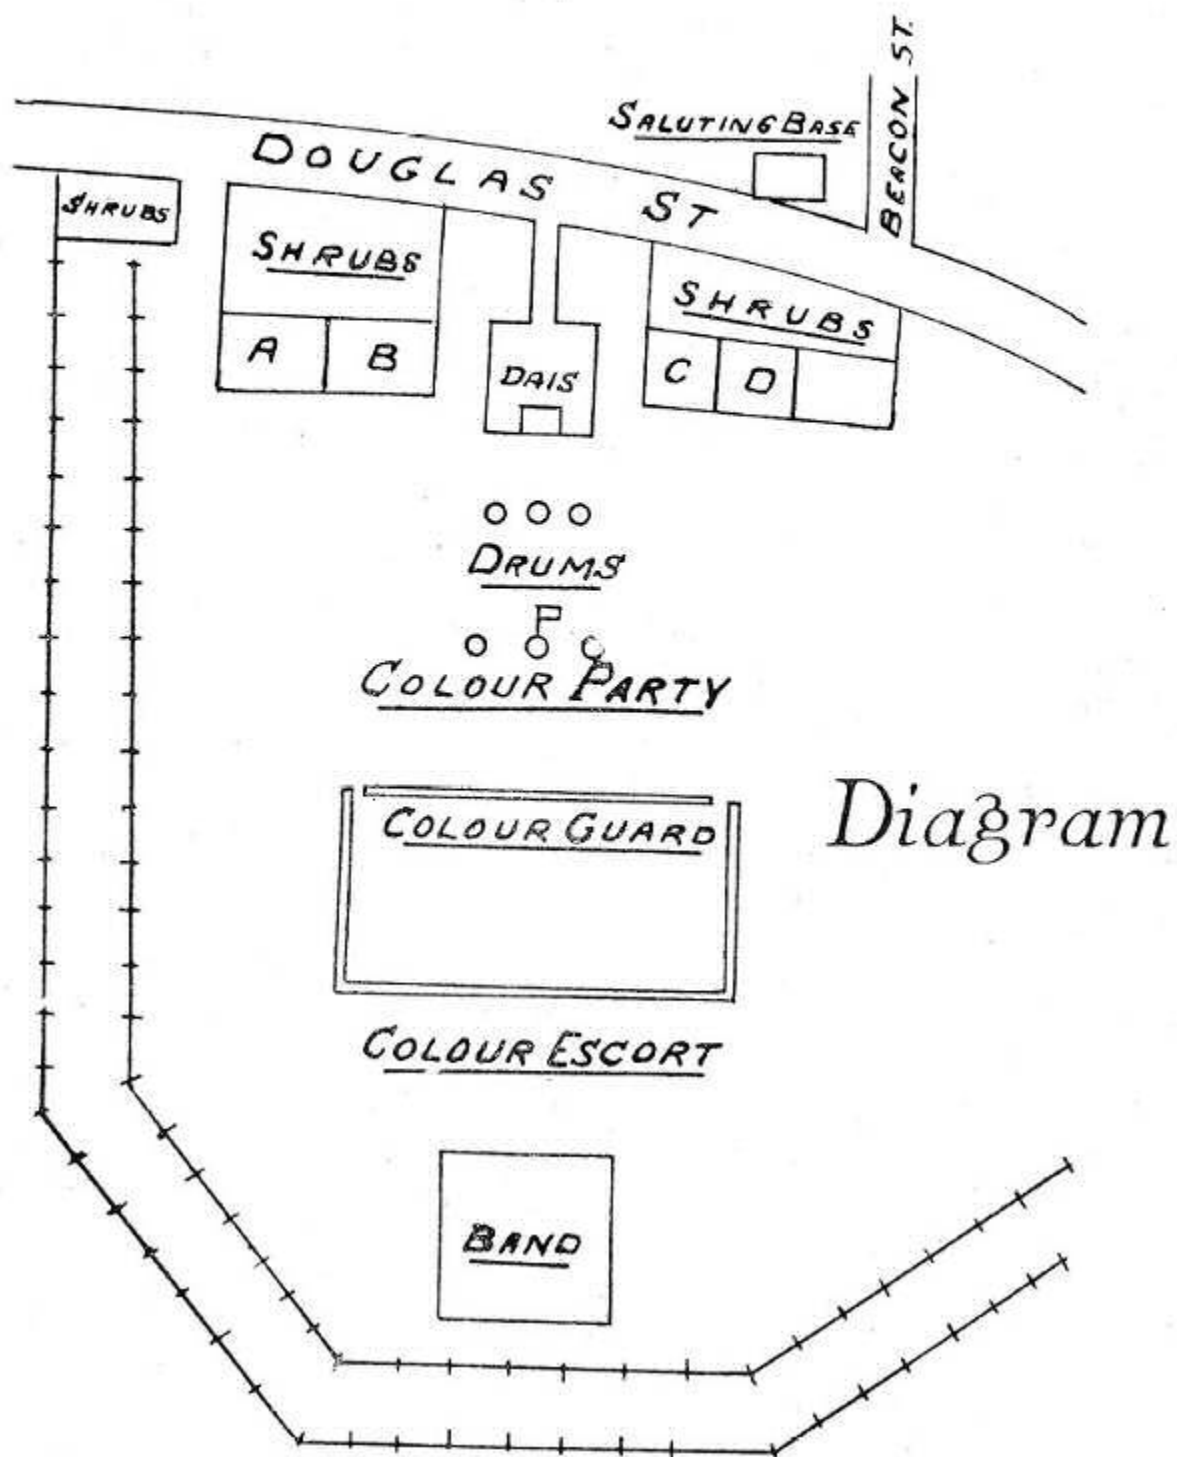 SALUTING BASE
BEACON ST.
DOUGLAS ST
SHRUBS
SHRUBS
SHRUBS
A B
DAIS
C D
DRUMS
COLOUR PARTY
COLOUR GUARD
Diagram
COLOUR ESCORT
BAND